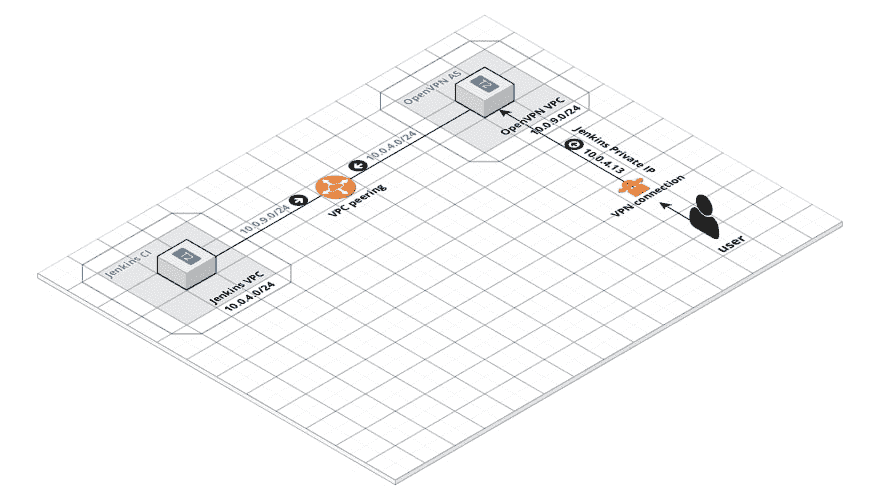 OpenVPN AS
T2
OpenVPN VPC
10.0.9.0/24
10.0.4.0/24
Jenkins Private IP
10.0.4.13
VPN connection
user
VPC peering
10.0.9.0/24
Jenkins CI
T2
Jenkins VPC
10.0.4.0/24